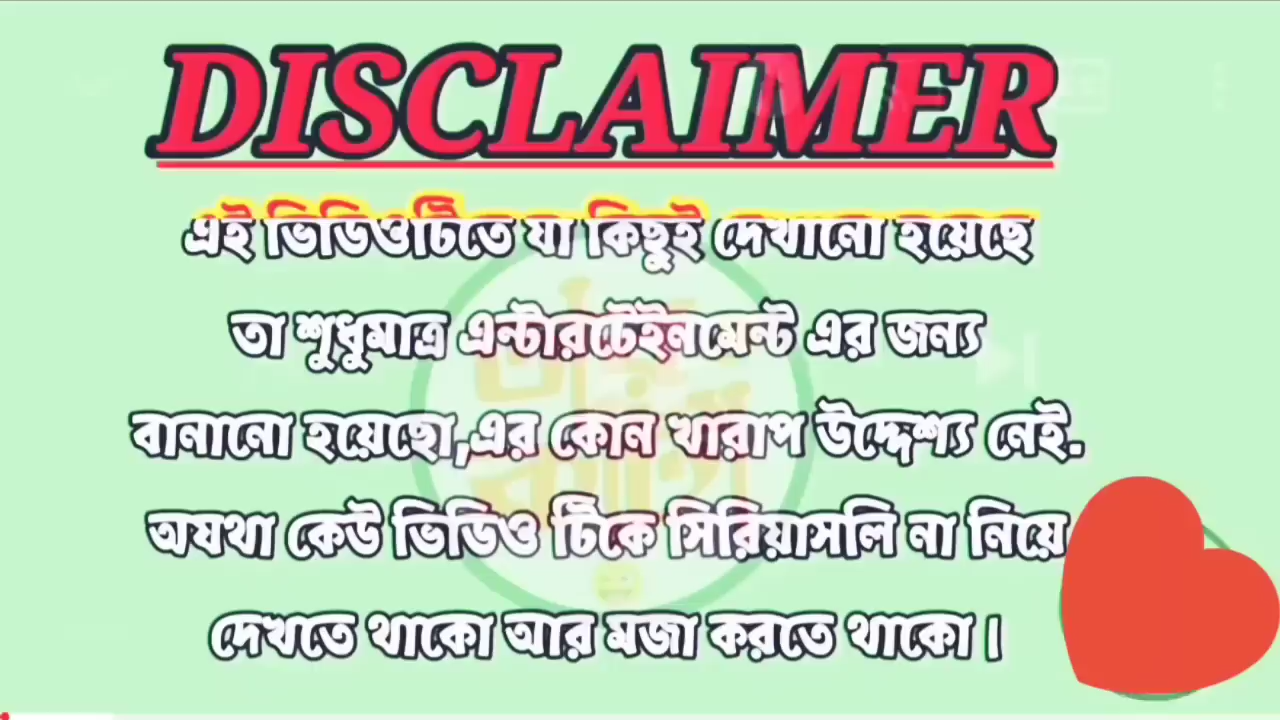 DISCLAIMER
এই ভিডিওটিতে যা কিছুই দেখানো হয়েছে
তা শুধুমাত্র এন্টারটেইনমেন্ট এর জন্য
বানানো হয়েছো,এর কোন খারাপ উদ্দেশ্য নেই.
অযথা কেউ ভিডিও টিকে সিরিয়াসলি না নিয়ে
দেখতে থাকো আর মজা করতে থাকো।